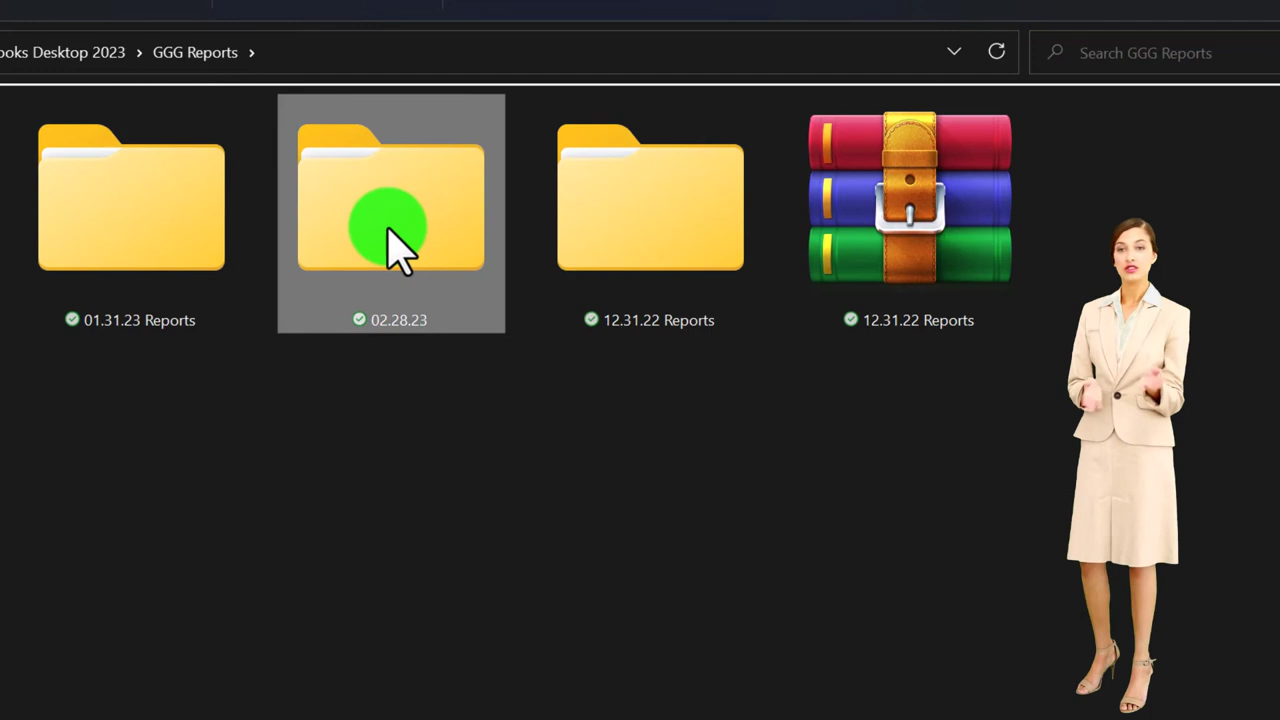 ooks Desktop 2023 › GGG Reports ›
Search GGG Reports
01.31.23 Reports
02.28.23
12.31.22 Reports
12.31.22 Reports